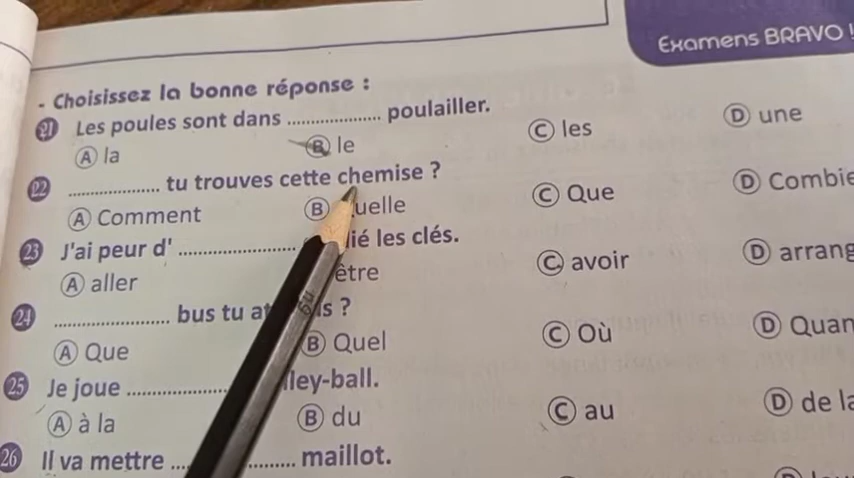 Examens BRAVO !
- Choisissez la bonne réponse :
21 Les poules sont dans .................... poulailler.
A la B le C les D une
22 .................... tu trouves cette chemise ?
A Comment B C Que D
23 J'ai peur d' .................... les clés.
A aller être C avoir D
24 .................... bus tu ?
A Que B Quel C Où D
25 Je joue ....................
A à la B du C au D de
26 Il va mettre .................... maillot.